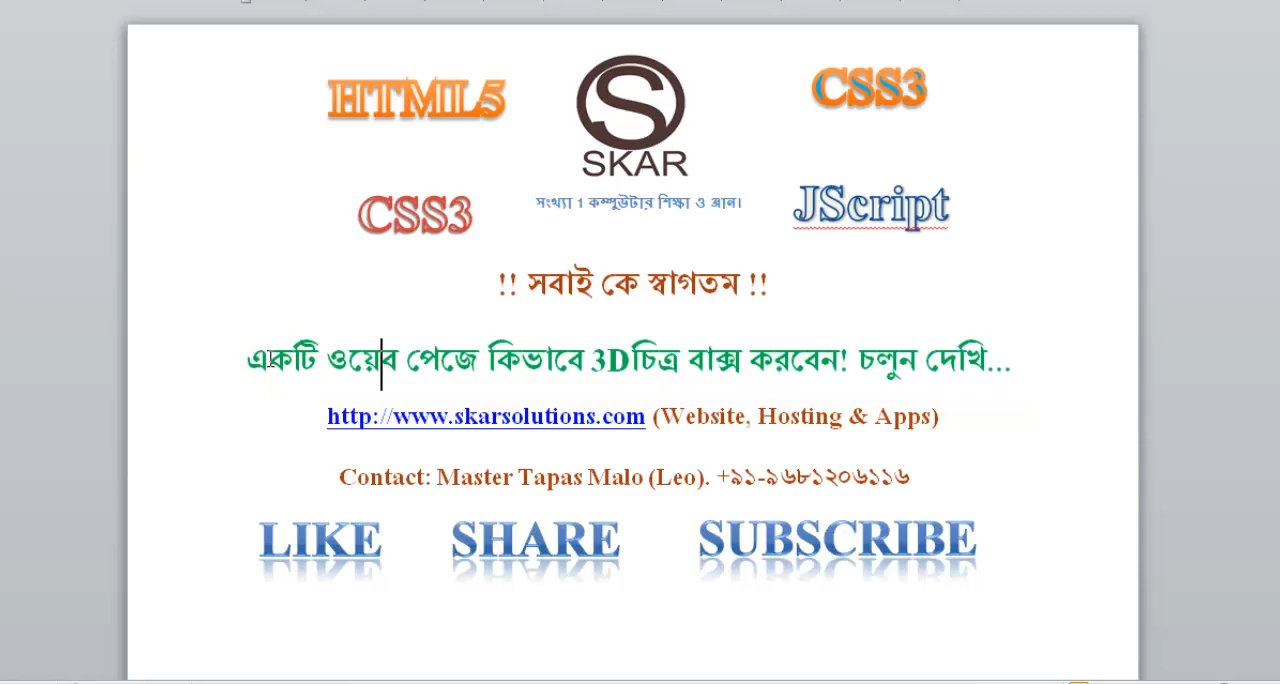 HTML5
SKAR
CSS3
CSS3
সংখ্যা 1 কম্পুউটার শিক্ষা ও জ্ঞান।
JScript
!! সবাই কে স্বাগতম !!
একটি ওয়েব পেজে কিভাবে 3Dচিত্র বাক্স করবেন! চলুন দেখি...
http://www.skarsolutions.com (Website, Hosting & Apps)
Contact: Master Tapas Malo (Leo). +৯১-৯৬৮১২০৬১১৬
LIKE SHARE SUBSCRIBE